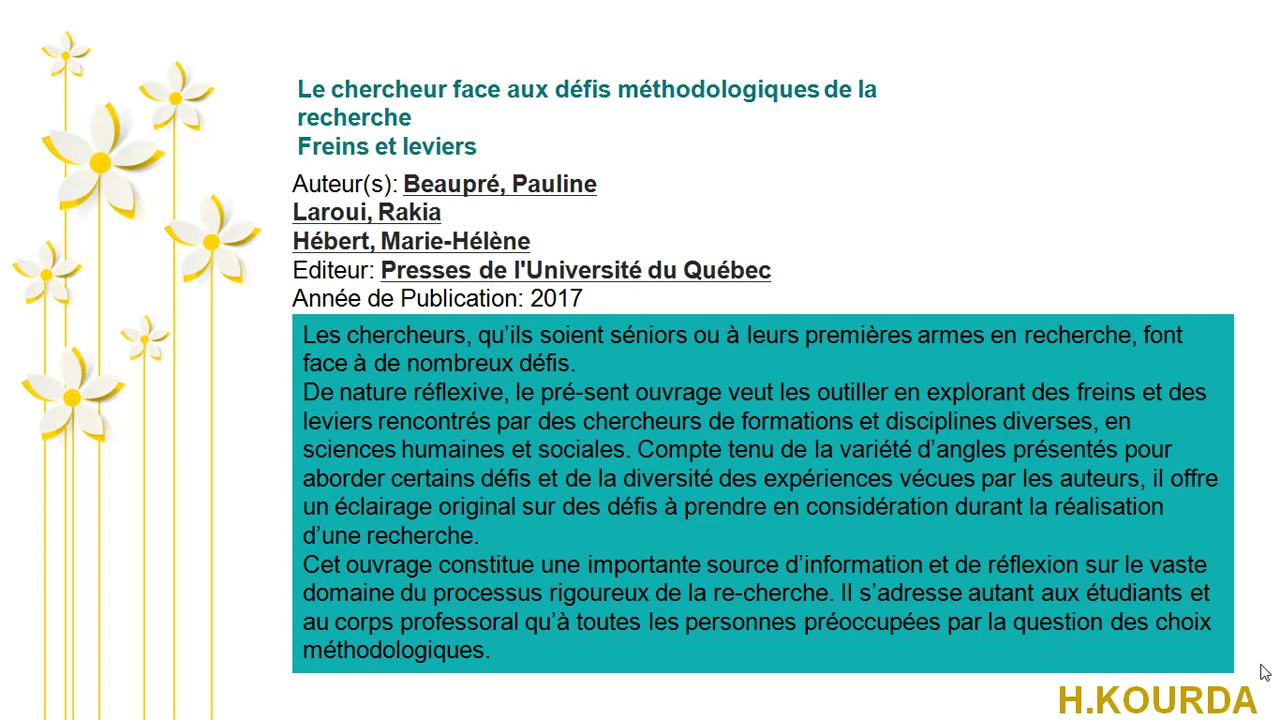 Le chercheur face aux défis méthodologiques de la
recherche
Freins et leviers
Auteur(s): Beaupré, Pauline
Laroui, Rakia
Hébert, Marie-Hélène
Editeur: Presses de l'Université du Québec
Année de Publication: 2017
Les chercheurs, qu’ils soient séniors ou à leurs premières armes en recherche, font
face à de nombreux défis.
De nature réflexive, le pré-sent ouvrage veut les outiller en explorant des freins et des
leviers rencontrés par des chercheurs de formations et disciplines diverses, en
sciences humaines et sociales. Compte tenu de la variété d’angles présentés pour
aborder certains défis et de la diversité des expériences vécues par les auteurs, il offre
un éclairage original sur des défis à prendre en considération durant la réalisation
d’une recherche.
Cet ouvrage constitue une importante source d’information et de réflexion sur le vaste
domaine du processus rigoureux de la re-cherche. Il s’adresse autant aux étudiants et
au corps professoral qu’à toutes les personnes préoccupées par la question des choix
méthodologiques.
H.KOURDA